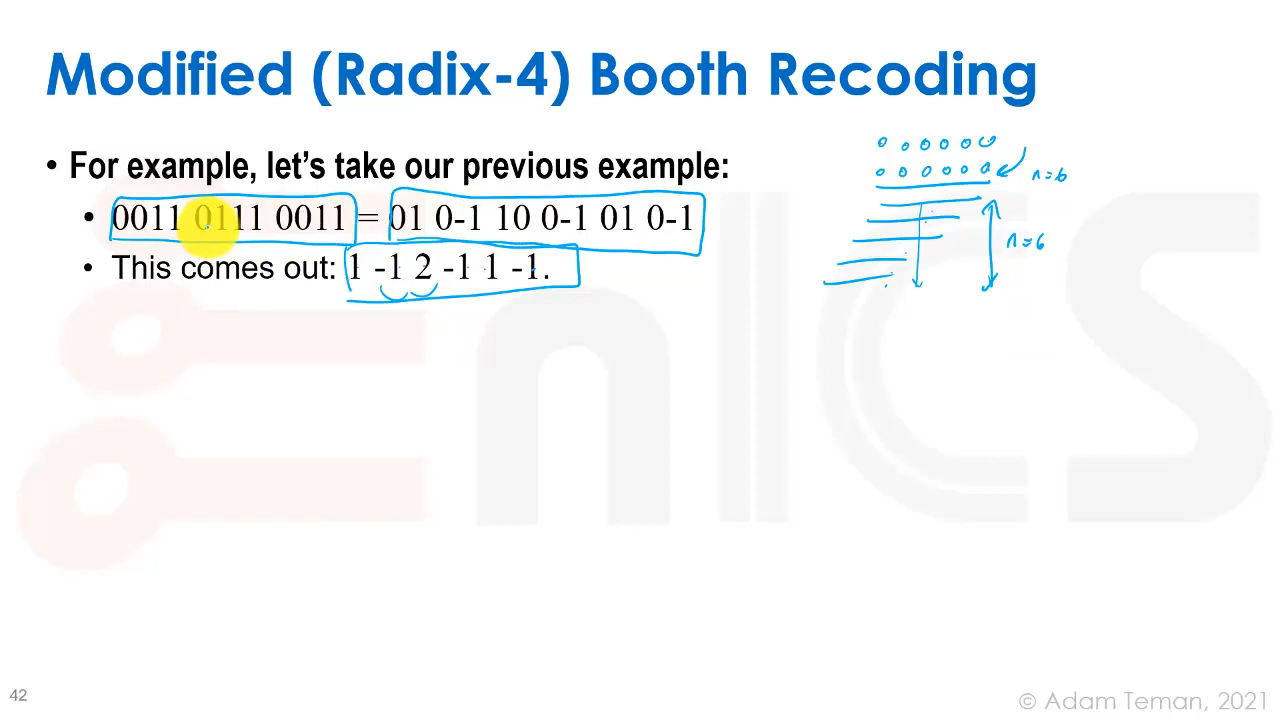 Modified (Radix-4) Booth Recoding
• For example, let's take our previous example:
• 0011 0111 0011 = 01 0-1 10 0-1 01 0-1
• This comes out: 1 -1 2 -1 1 -1.
n=6
n=6
enICS
42
© Adam Teman, 2021